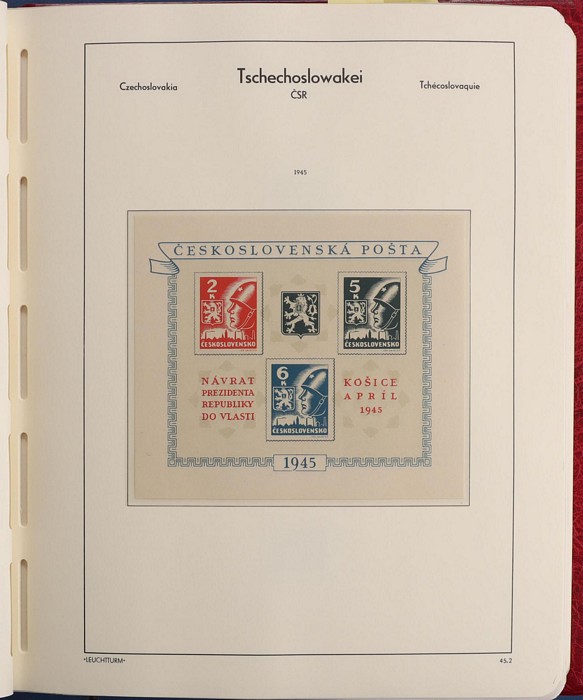 Tschechoslowakei
Czechoslovakia
ČSR
Tchécoslovaquie
1945
ČESKOSLOVENSKÁ POŠTA
2
K
ČESKOSLOVENSKO
5
K
ČESKOSLOVENSKO
6
K
ČESKOSLOVENSKO
NÁVRAT
PREZIDENTA
REPUBLIKY
DO VLASTI
KOŠICE
APRÍL
1945
1945
*LEUCHTTURM*
45.2